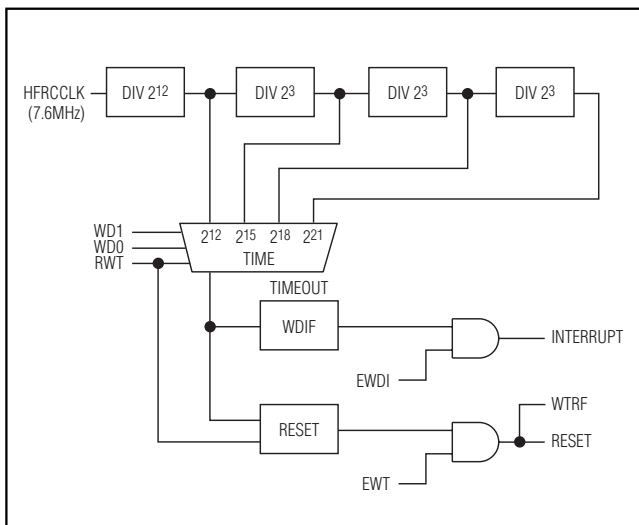 HFRCCLK
(7.6MHz)
DIV 2¹²
DIV 2³
DIV 2³
DIV 2³
WD1
WD0
RWT
2¹² 2¹⁵ 2¹⁸ 2²¹
TIME
TIMEOUT
WDIF
EWDI
INTERRUPT
RESET
EWT
WTRF
RESET